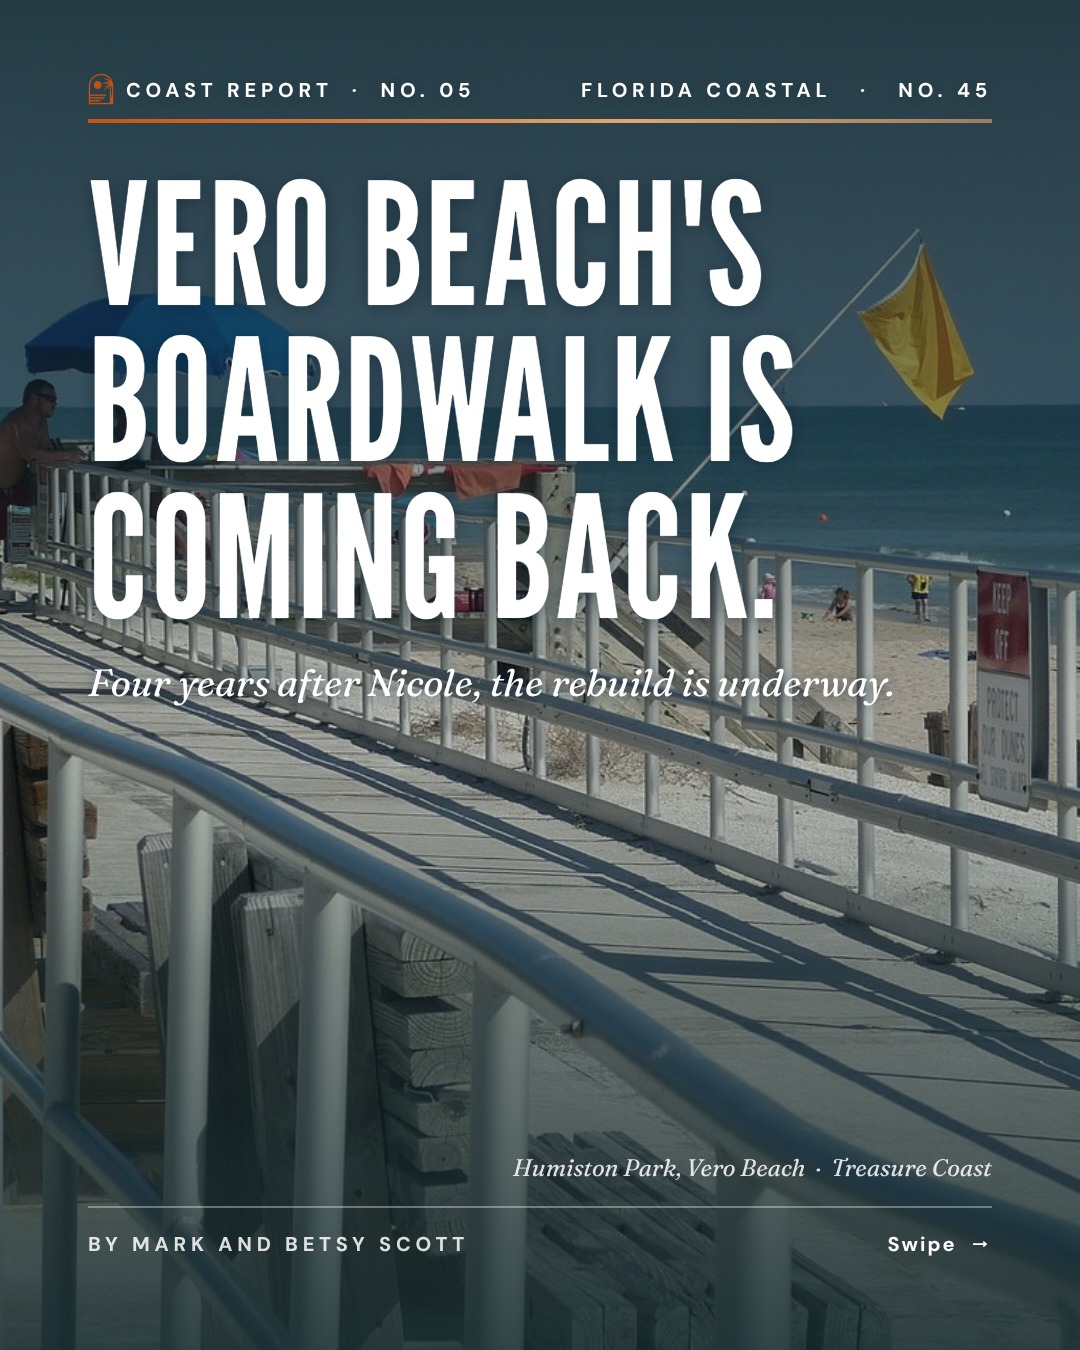 COAST REPORT · NO. 05
FLORIDA COASTAL · NO. 45
VERO BEACH'S
BOARDWALK IS
COMING BACK.
Four years after Nicole, the rebuild is underway.
KEEP
OFF
PROTECT
OUR DUNES
Humiston Park, Vero Beach · Treasure Coast
BY MARK AND BETSY SCOTT
Swipe →